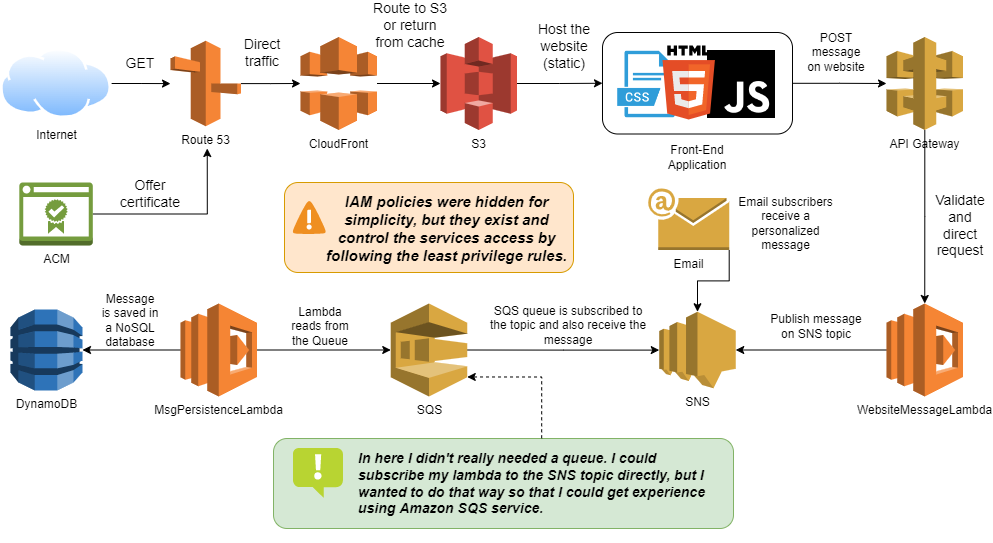 GET
Internet
Route 53
Direct
traffic
CloudFront
Route to S3
or return
from cache
S3
Host the
website
(static)
CSS
HTML
5
JS
Front-End
Application
POST
message
on website
API Gateway
ACM
Offer
certificate
IAM policies were hidden for
simplicity, but they exist and
control the services access by
following the least privilege rules.
@
Email
Email subscribers
receive a
personalized
message
Validate
and
direct
request
DynamoDB
Message
is saved in
a NoSQL
database
MsgPersistenceLambda
Lambda
reads from
the Queue
SQS
SQS queue is subscribed to
the topic and also receive the
message
SNS
Publish message
on SNS topic
WebsiteMessageLambda
In here I didn't really needed a queue. I could
subscribe my lambda to the SNS topic directly, but I
wanted to do that way so that I could get experience
using Amazon SQS service.